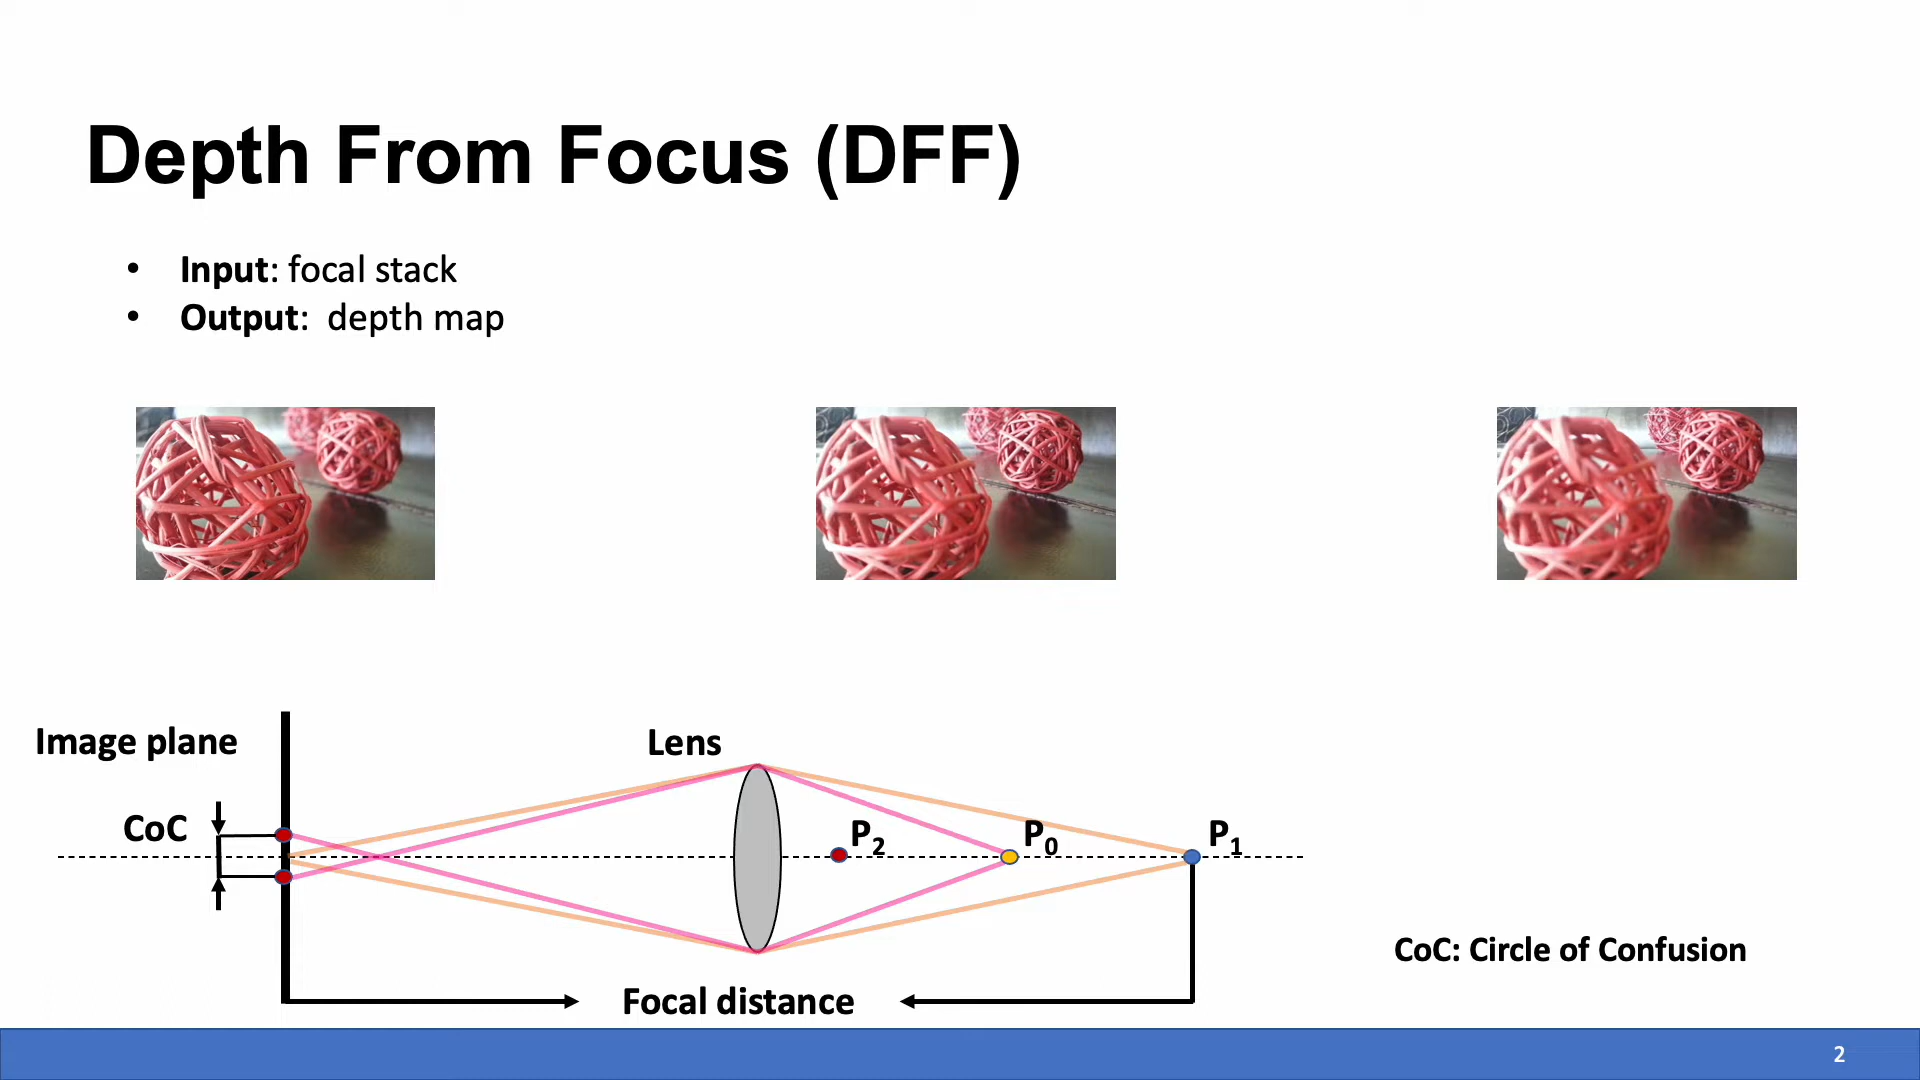 Depth From Focus (DFF)
• Input: focal stack
• Output: depth map
Image plane
Lens
CoC
P2
P0
P1
CoC: Circle of Confusion
Focal distance
2